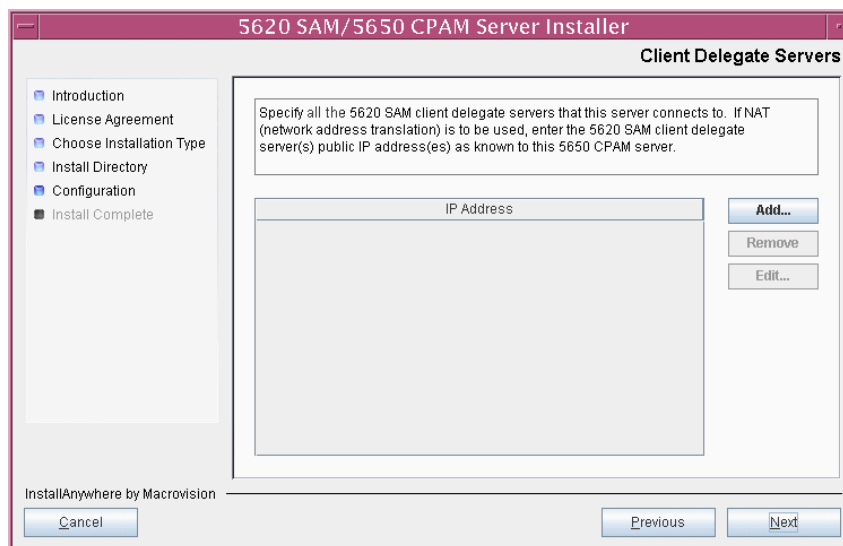 5620 SAM/5650 CPAM Server Installer
Client Delegate Servers
Introduction
License Agreement
Choose Installation Type
Install Directory
Configuration
Install Complete
Specify all the 5620 SAM client delegate servers that this server connects to. If NAT
(network address translation) is to be used, enter the 5620 SAM client delegate
server(s) public IP address(es) as known to this 5650 CPAM server.
IP Address
Add...
Remove
Edit...
InstallAnywhere by Macrovision
Cancel
Previous
Next